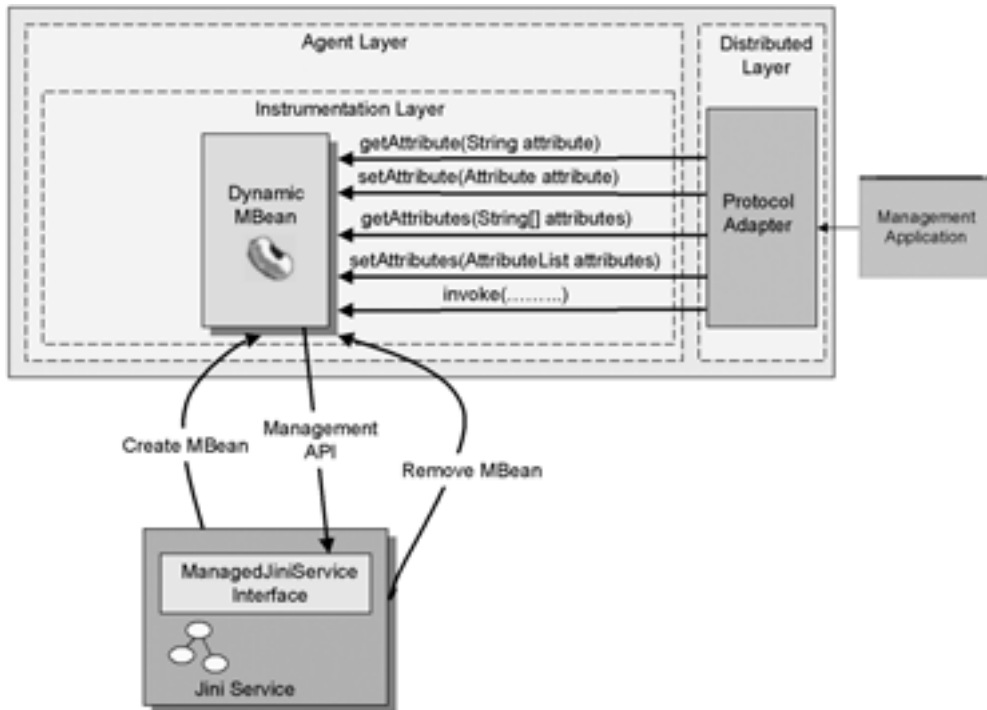 Agent Layer
Distributed
Layer
Instrumentation Layer
getAttribute(String attribute)
setAttribute(Attribute attribute)
getAttributes(String[] attributes)
setAttributes(AttributeList attributes)
invoke(.........)
Dynamic
MBean
Protocol
Adapter
Management
Application
Create MBean
Management
API
Remove MBean
ManagedJiniService
Interface
Jini Service